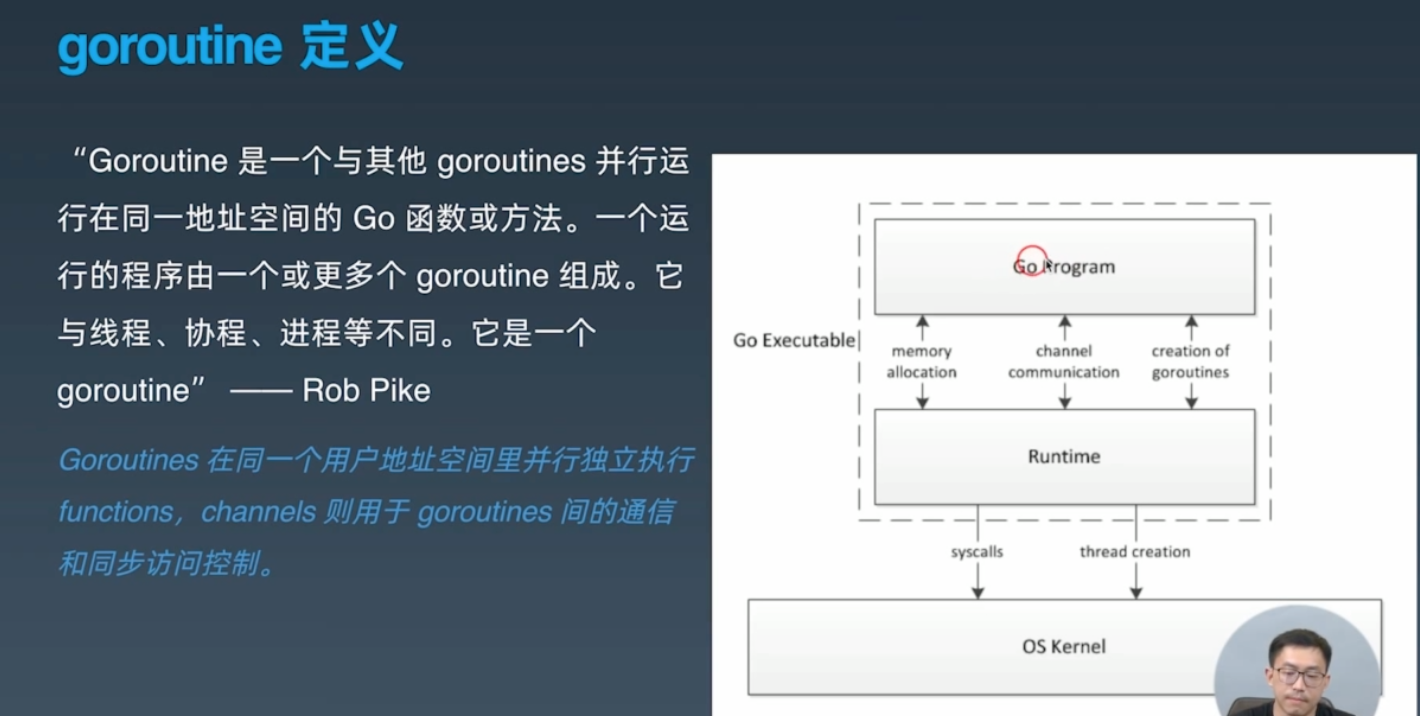 goroutine 定义
“Goroutine 是一个与其他 goroutines 并行运
行在同一地址空间的 Go 函数或方法。一个运
行的程序由一个或更多个 goroutine 组成。它
与线程、协程、进程等不同。它是一个
goroutine” —— Rob Pike
Goroutines 在同一个用户地址空间里并行独立执行
functions，channels 则用于 goroutines 间的通信
和同步访问控制。
Go Program
Go Executable
memory
allocation
channel
communication
creation of
goroutines
Runtime
syscalls
thread creation
OS Kernel